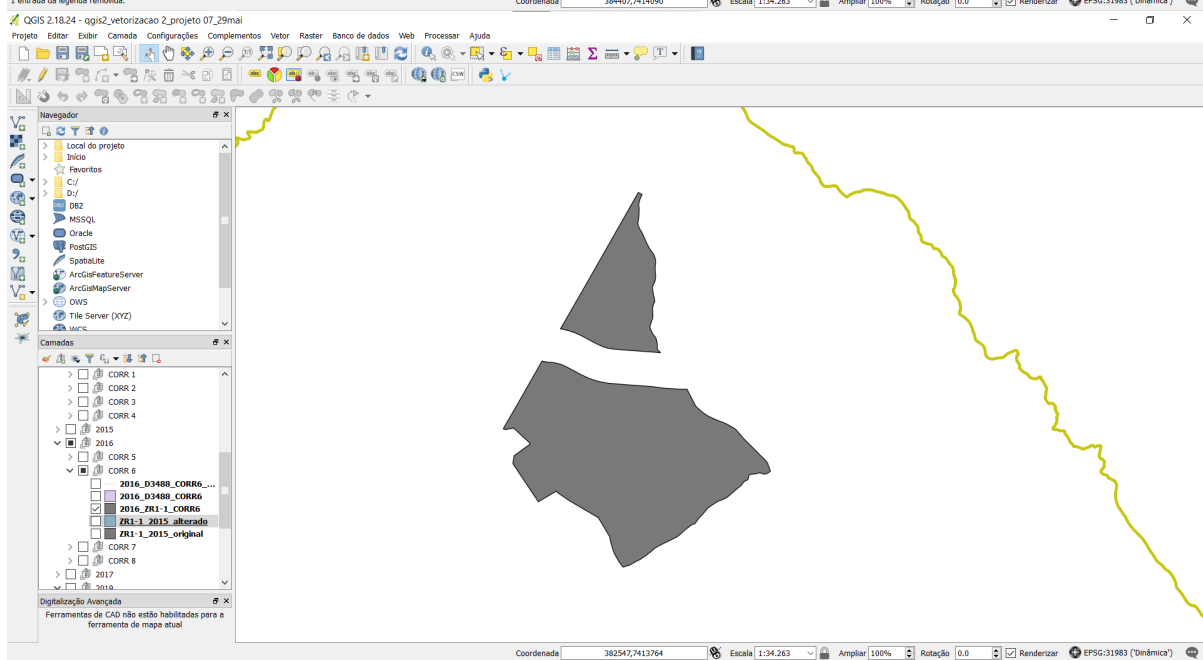 1 entrada da legenda removida.
Coordenada 384407,7414090 Escala 1:34.263 Ampliar 100% Rotação 0.0 Renderizar EPSG:31983 ('Dinâmica')
QGIS 2.18.24 - qgis2_vetorizacao 2_projeto 07_29mai
Projeto Editar Exibir Camada Configurações Complementos Vetor Raster Banco de dados Web Processar Ajuda
Navegador
Local do projeto
Início
Favoritos
C:/
D:/
DB2
MSSQL
Oracle
PostGIS
SpatiaLite
ArcGisFeatureServer
ArcGisMapServer
OWS
Tile Server (XYZ)
WCS
Camadas
CORR 1
CORR 2
CORR 3
CORR 4
2015
2016
CORR 5
CORR 6
2016_D3488_CORR6_...
2016_D3488_CORR6
2016_ZR1-1_CORR6
ZR1-1_2015_alterado
ZR1-1_2015_original
CORR 7
CORR 8
2017
2019
Digitalização Avançada
Ferramentas de CAD não estão habilitadas para a
ferramenta de mapa atual
Coordenada 382547,7413764 Escala 1:34.263 Ampliar 100% Rotação 0.0 Renderizar EPSG:31983 ('Dinâmica')